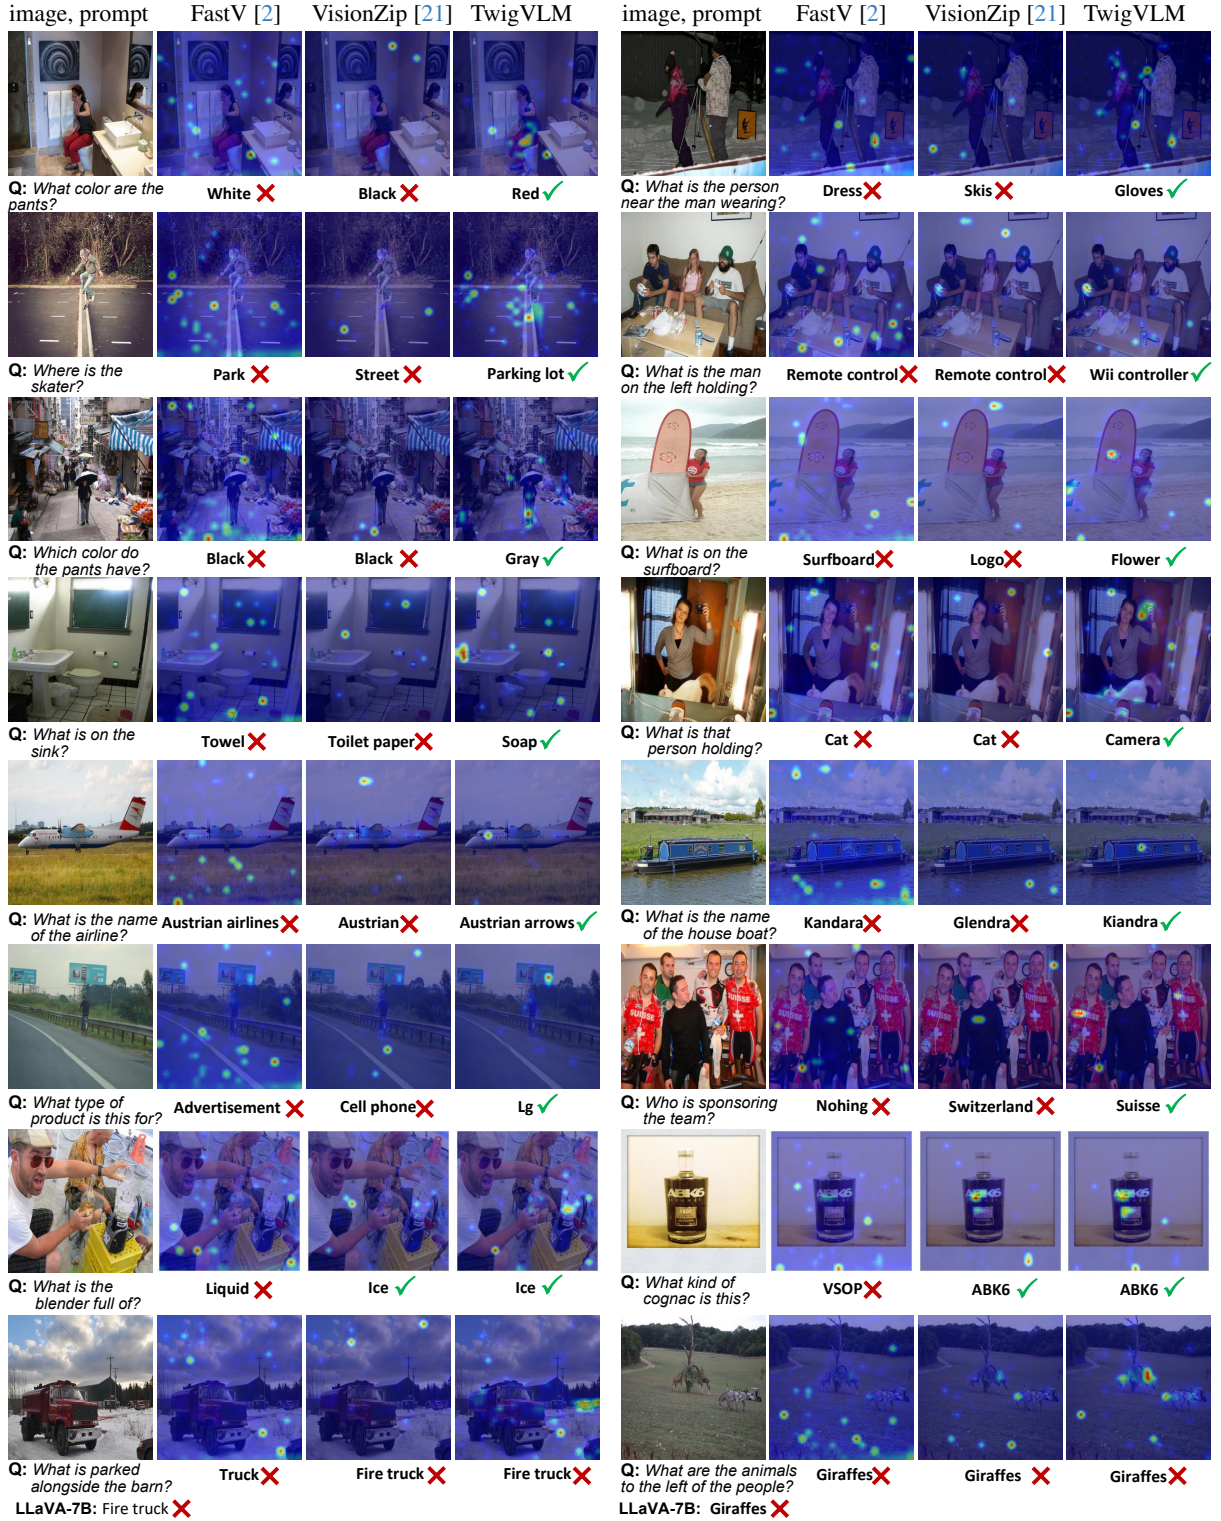 image, prompt FastV [2] VisionZip [21] TwigVLM
Q: What color are the pants?
White ✗ Black ✗ Red ✓
Q: Where is the skater?
Park ✗ Street ✗ Parking lot ✓
Q: Which color do the pants have?
Black ✗ Black ✗ Gray ✓
Q: What is on the sink?
Towel ✗ Toilet paper ✗ Soap ✓
Q: What is the name of the airline?
Austrian airlines ✗ Austrian ✗ Austrian arrows ✓
Q: What type of product is this for?
Advertisement ✗ Cell phone ✗ Lg ✓
Q: What is the blender full of?
Liquid ✗ Ice ✓ Ice ✓
Q: What is parked alongside the barn?
Truck ✗ Fire truck ✗ Fire truck ✗
LLaVA-7B: Fire truck ✗
image, prompt FastV [2] VisionZip [21] TwigVLM
Q: What is the person near the man wearing?
Dress ✗ Skis ✗ Gloves ✓
Q: What is the man on the left holding?
Remote control ✗ Remote control ✗ Wii controller ✓
Q: What is on the surfboard?
Surfboard ✗ Logo ✗ Flower ✓
Q: What is that person holding?
Cat ✗ Cat ✗ Camera ✓
Q: What is the name of the house boat?
Kandara ✗ Glendra ✗ Kiandra ✓
SUISSE
SUISSE
Q: Who is sponsoring the team?
Nohing ✗ Switzerland ✗ Suisse ✓
ABK6
COGNAC
Q: What kind of cognac is this?
VSOP ✗ ABK6 ✓ ABK6 ✓
Q: What are the animals to the left of the people?
Giraffes ✗ Giraffes ✗ Giraffes ✗
LLaVA-7B: Giraffes ✗